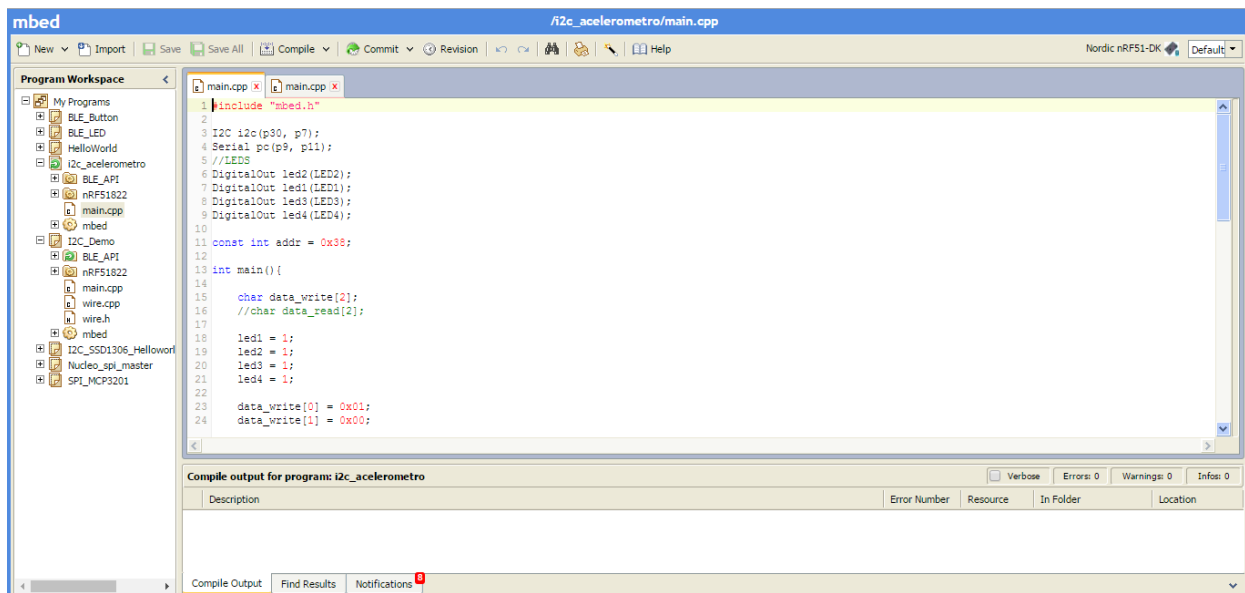 mbed
/i2c_acelerometro/main.cpp
New Import Save Save All Compile Commit Revision Help Nordic nRF51-DK Default
Program Workspace
My Programs
BLE_Button
BLE_LED
HelloWorld
i2c_acelerometro
BLE_API
nRF51822
main.cpp
mbed
I2C_Demo
BLE_API
nRF51822
main.cpp
wire.cpp
wire.h
mbed
I2C_SSD1306_Hellowor
Nucleo_spi_master
SPI_MCP3201
main.cpp x main.cpp x
1 #include "mbed.h"
2
3 I2C i2c(p30, p7);
4 Serial pc(p9, p11);
5 //LEDS
6 DigitalOut led2(LED2);
7 DigitalOut led1(LED1);
8 DigitalOut led3(LED3);
9 DigitalOut led4(LED4);
10
11 const int addr = 0x38;
12
13 int main(){
14
15 char data_write[2];
16 //char data_read[2];
17
18 led1 = 1;
19 led2 = 1;
20 led3 = 1;
21 led4 = 1;
22
23 data_write[0] = 0x01;
24 data_write[1] = 0x00;
Compile output for program: i2c_acelerometro Verbose Errors: 0 Warnings: 0 Infos: 0
Description Error Number Resource In Folder Location
Compile Output Find Results Notifications 8